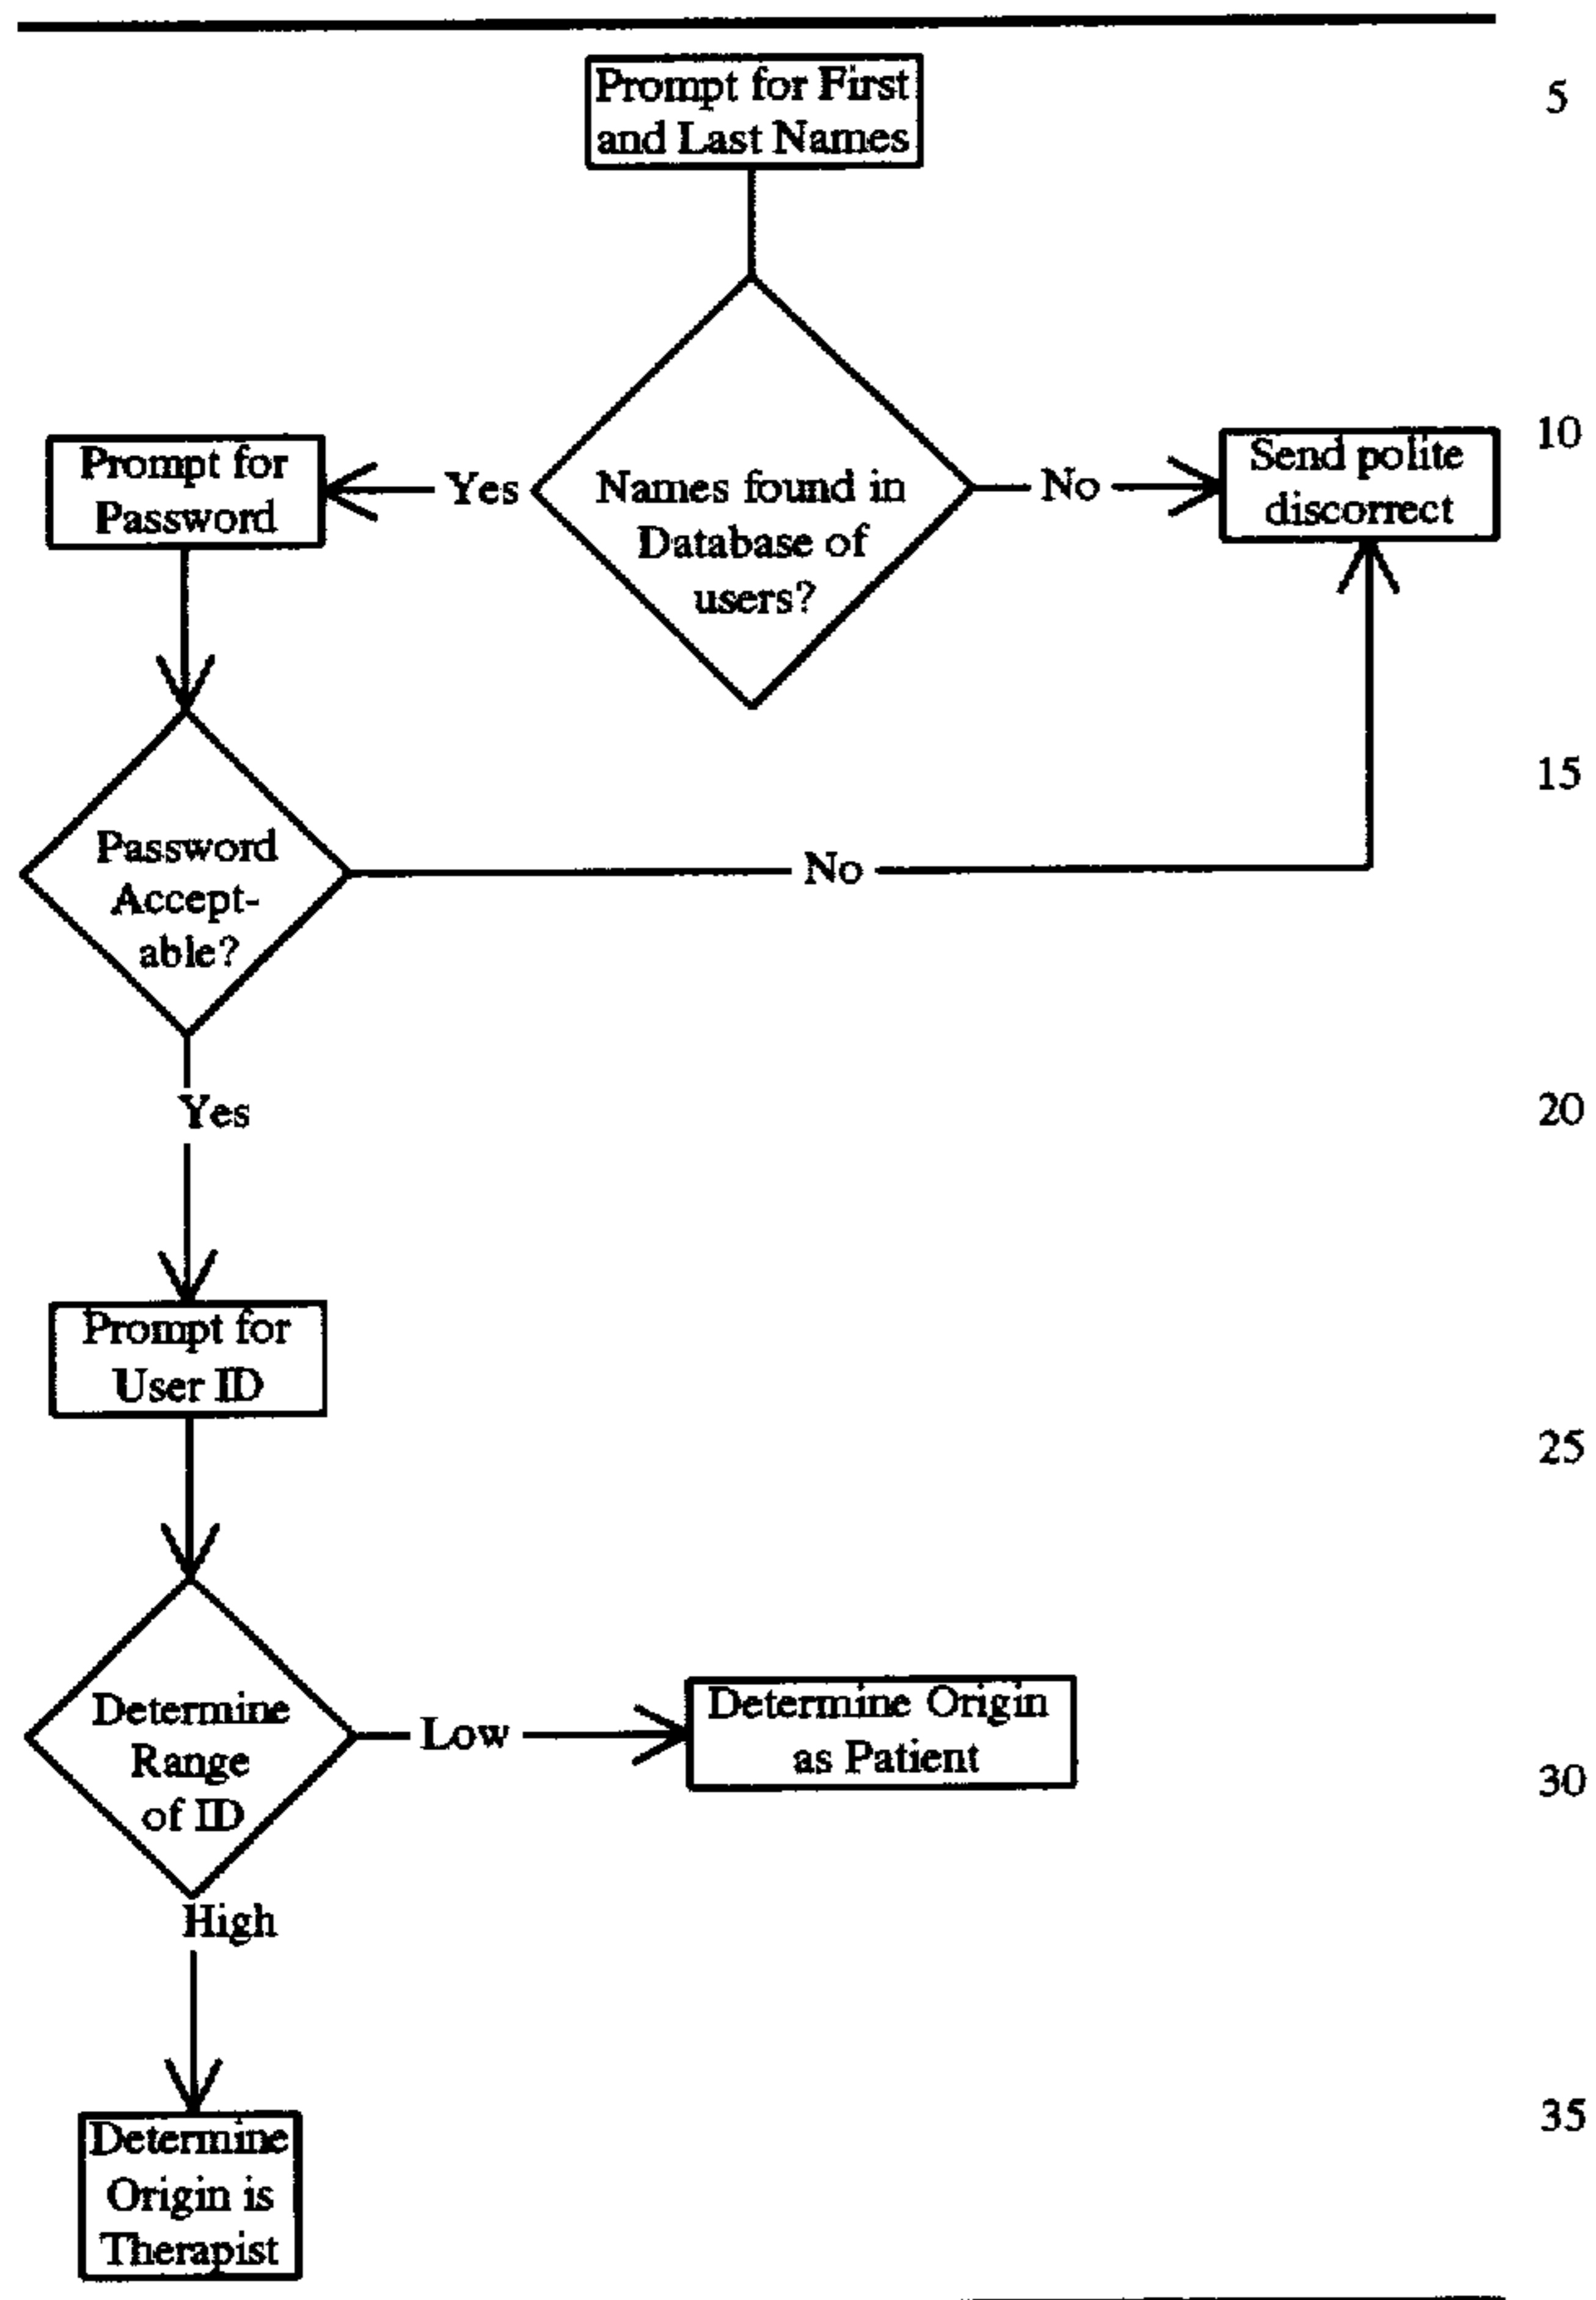 Prompt for First
and Last Names
5
Prompt for
Password
Yes
Names found in
Database of
users?
No
Send polite
discorrect
10
15
Password
Accept-
able?
No
Yes
20
Prompt for
User ID
25
Determine
Range
of ID
Low
Determine Origin
as Patient
30
High
35
Determine
Origin is
Therapist